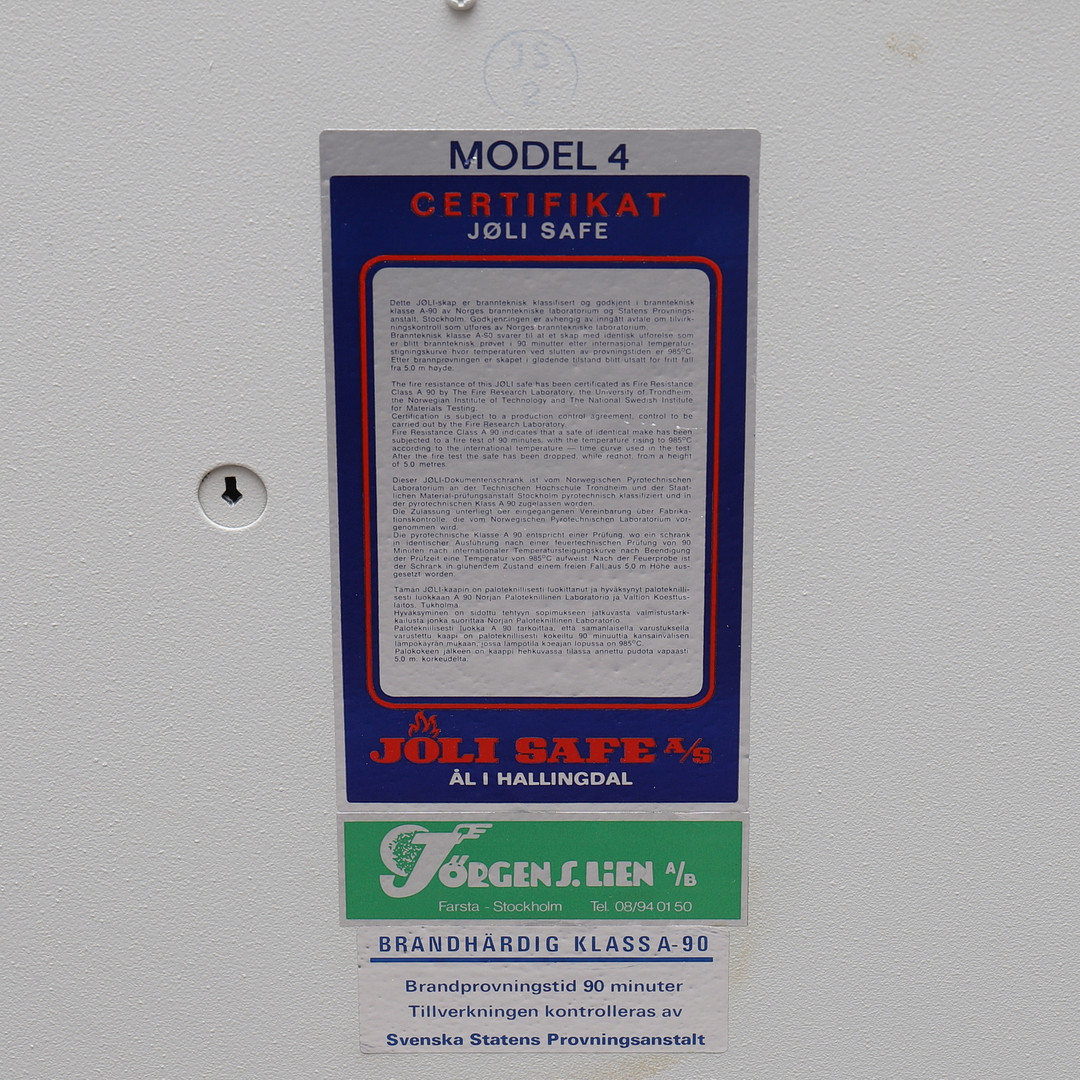 JS
MODEL 4
CERTIFIKAT
JØLI SAFE
Dette JØLI-skap er brannteknisk klassifisert og godkjent i brannteknisk
klasse A-90 av Norges branntekniske laboratorium og Statens Provnings-
anstalt, Stockholm. Godkjenningen er avhengig av inngått avtale om tilvirk-
ningskontroll som utføres av Norges branntekniske laboratorium.
Brannteknisk klasse A-60 svarer til at et skap med identisk utførelse som
er blitt brannteknisk prøvet i 90 minutter etter internasjonal temperatur-
stigningskurve hvor temperaturen ved slutten av prøvningstiden er 985°C.
Etter brannprøvningen er skapet i glødende tilstand blitt utsatt for fritt fall
fra 5,0 m høyde.
The fire resistance of this JØLI safe has been certificated as Fire Resistance
Class A 90 by The Fire Research Laboratory, the University of Trondheim,
the Norwegian Institute of Technology and The National Swedish Institute
for Materials Testing.
Certification is subject to a production control agreement, control to be
carried out by the Fire Research Laboratory.
Fire Resistance Class A 90 indicates that a safe of identical make has been
subjected to a fire test of 90 minutes, with the temperature rising to 985°C
according to the international temperature — time curve used in the test.
After the fire test the safe has been dropped, while redhot, from a height
of 5.0 metres.
Dieser JØLI-Dokumentenschrank ist vom Norwegischen Pyrotechnischen
Laboratorium an der Technischen Hochschule Trondheim und der Staat-
lichen Material-prüfungsanstalt Stockholm pyrotechnisch klassifiziert und in
der pyrotechnischen Klass A 90 zugelassen worden.
Die Zulassung unterliegt der eingegangenen Vereinbarung über Fabrika-
tionskontrolle, die vom Norwegischen Pyrotechnischen Laboratorium vor-
genommen wird.
Die pyrotechnische Klasse A 90 entspricht einer Prüfung, wo ein schrank
in identischer Ausführung nach einer feuertechnischen Prüfung von 90
Minuten nach internationaler Temperatursteigungskurve nach Beendigung
der Prüfzeit eine Temperatur von 985°C aufweist. Nach der Feuerprobe ist
der Schrank in glühendem Zustand einem freien Fall aus 5,0 m Höhe aus-
gesetzt worden.
Tämän JØLI-kaapin on paloteknillisesti luokittanut ja hyväksynyt paloteknilli-
sesti luokkaan A 90 Norjan Paloteknillinen Laboratorio ja Valtion Koesttus-
laitos, Tukholma.
Hyväksyminen on sidottu tehtyyn sopimukseen jatkuvasta valmistustark-
kailusta jonka suorittaa Norjan Paloteknillinen Laboratorio.
Paloteknillisesti luokka A 90 tarkoittaa, että samanlaisella varustuksella
varustettu kaapi on paloteknillisesti kokeiltu 90 minuuttia kansainvälisen
lämpökäyrän mukaan, jossa lämpötila koeajan lopussa on 985°C.
Palokokeen jälkeen on kaappi hehkuvassa tilassa annettu pudota vapaasti
5,0 m. korkeudelta.
JØLI SAFE A/S
ÅL I HALLINGDAL
JÖRGEN S. LIEN A/B
Farsta - Stockholm Tel. 08/94 01 50
BRANDHÄRDIG KLASS A-90
Brandprovningstid 90 minuter
Tillverkningen kontrolleras av
Svenska Statens Provningsanstalt